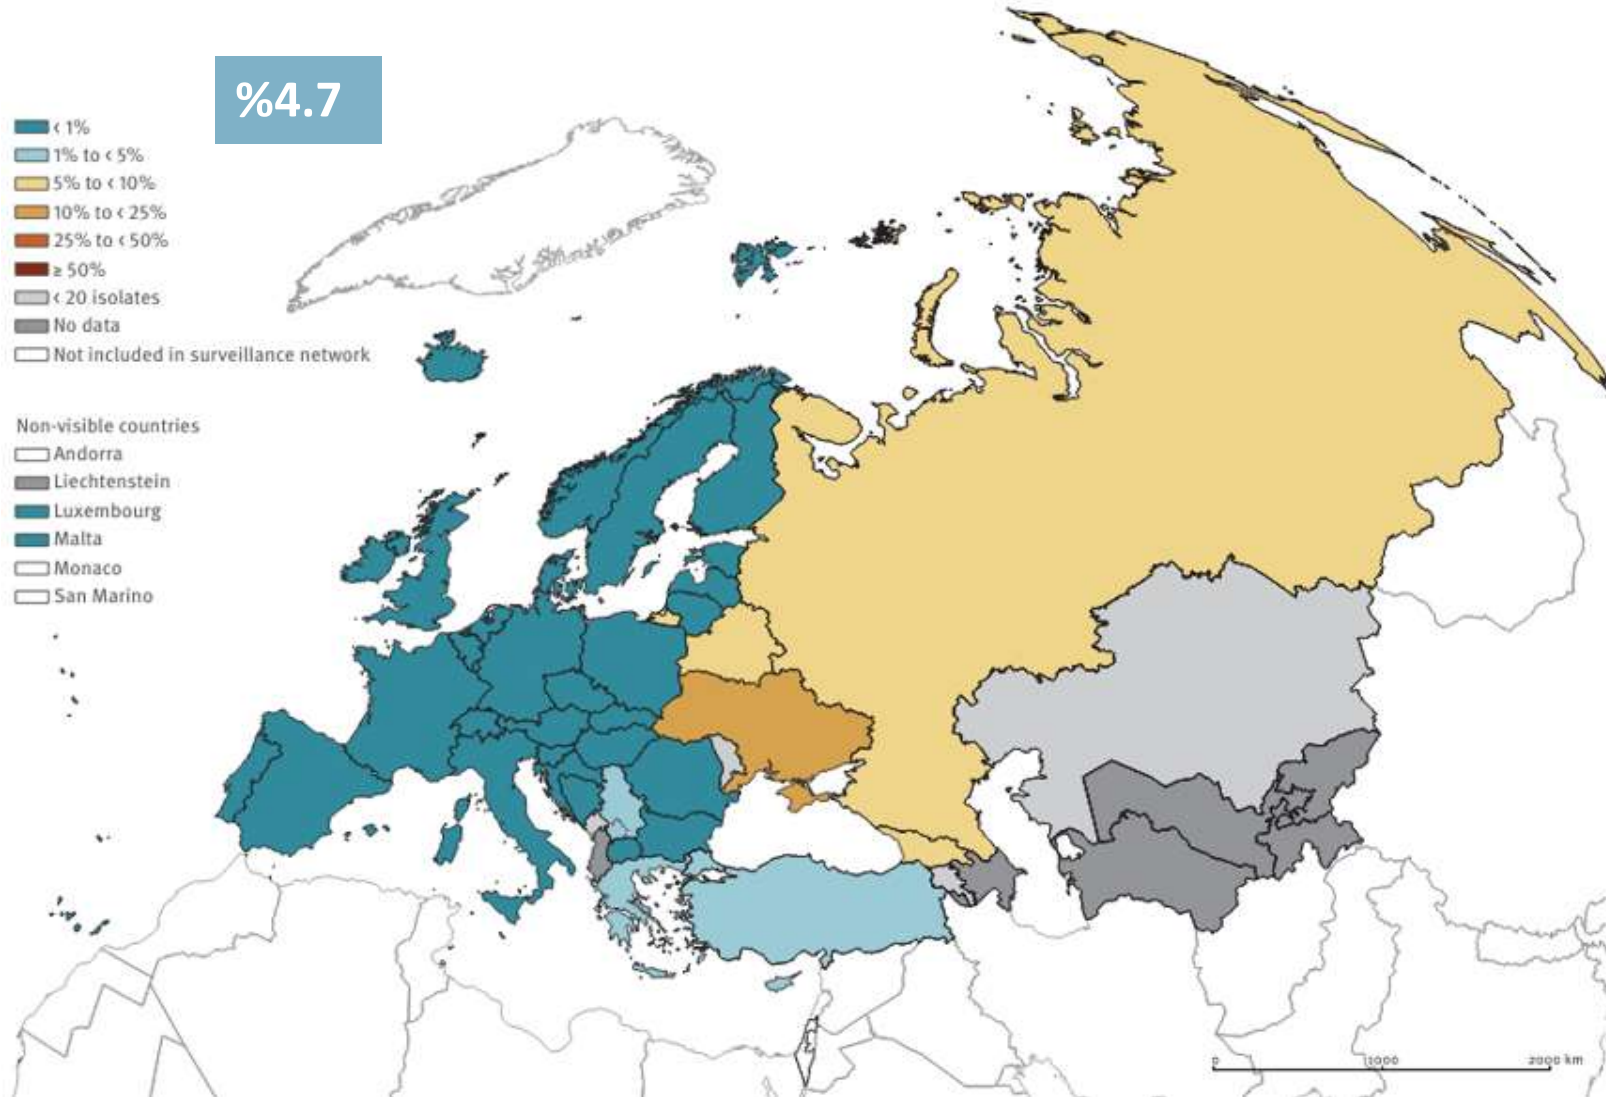 %4.7
< 1%
1% to < 5%
5% to < 10%
10% to < 25%
25% to < 50%
≥ 50%
< 20 isolates
No data
Not included in surveillance network
Non-visible countries
Andorra
Liechtenstein
Luxembourg
Malta
Monaco
San Marino
0 1000 2000 km